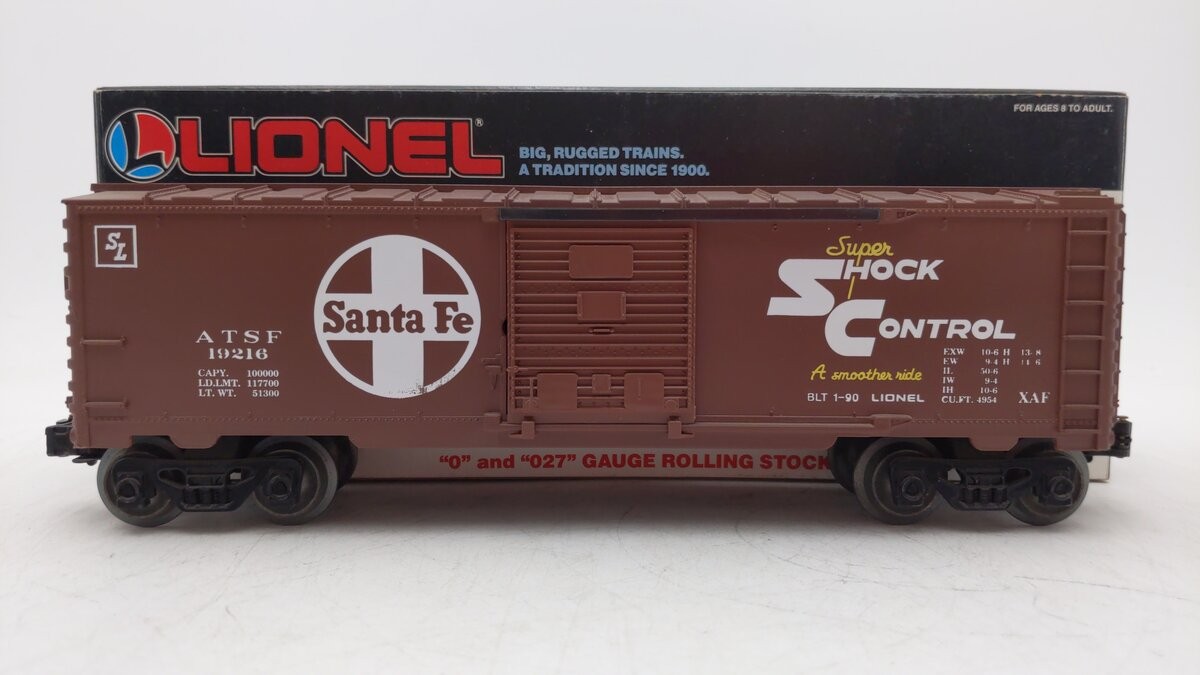 LIONEL®
BIG, RUGGED TRAINS.
A TRADITION SINCE 1900.
FOR AGES 8 TO ADULT.
SL
Santa Fe
ATSF
19216
CAPY. 100000
LD.LMT. 117700
LT. WT. 51300
Super
SHOCK
CONTROL
A smoother ride
BLT 1-90 LIONEL
EXW 10-6 H 13-8
EW 9-4 H 11-6
IL 50-6
IW 9-4
IH 10-6
CU.FT. 4954 XAF
"O" and "027" GAUGE ROLLING STOCK